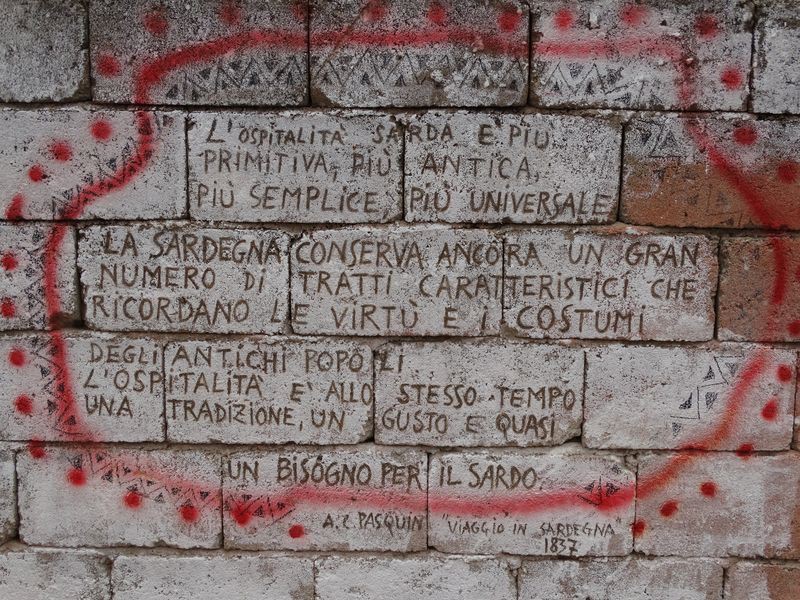 L'OSPITALITÀ SARDA E PIÙ
PRIMITIVA, PIÙ ANTICA,
PIÙ SEMPLICE, PIÙ UNIVERSALE
LA SARDEGNA CONSERVA ANCORA UN GRAN
NUMERO DI TRATTI CARATTERISTICI CHE
RICORDANO LE VIRTÙ E I COSTUMI
DEGLI ANTICHI POPOLI
L'OSPITALITÀ E' ALLO STESSO TEMPO
UNA TRADIZIONE, UN GUSTO E QUASI
UN BISOGNO PER IL SARDO.
A.C. PASQUIN "VIAGGIO IN SARDEGNA"
1837